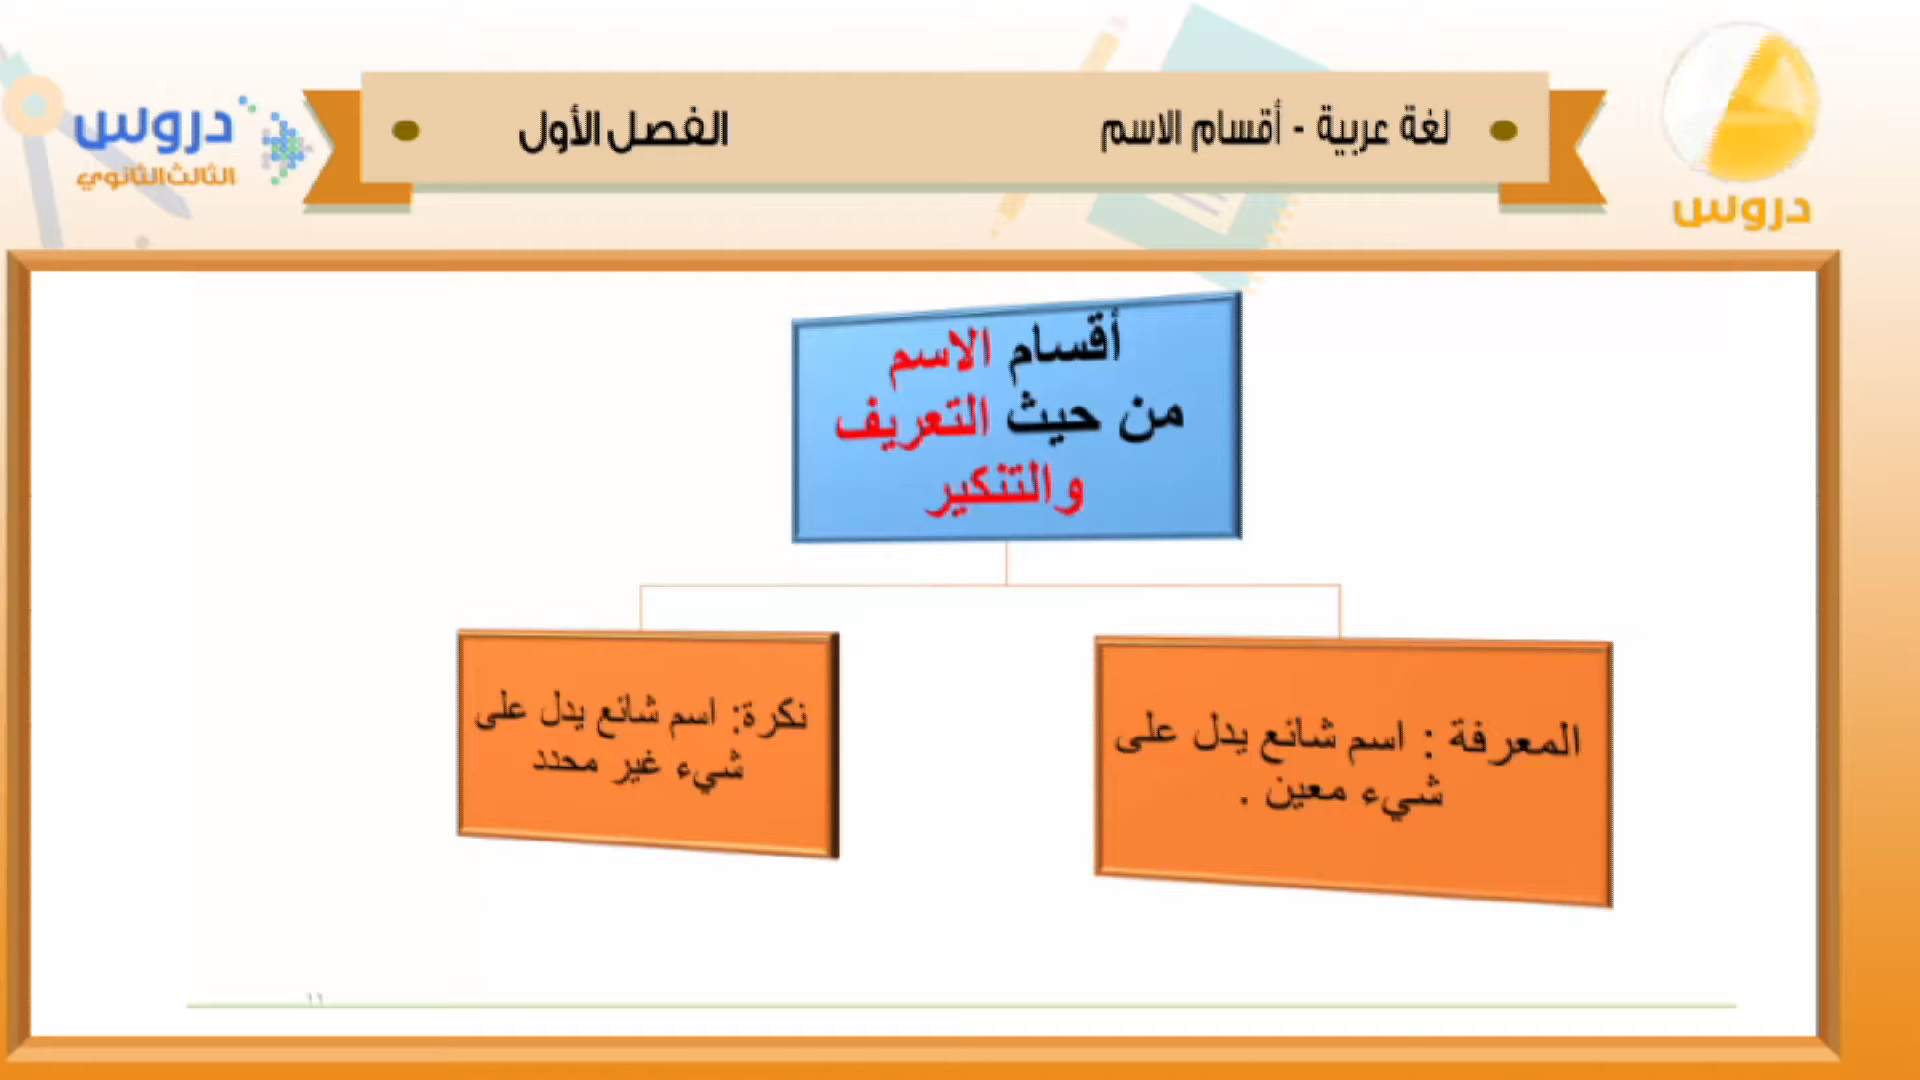 لغة عربية - أقسام الاسم
الفصل الأول
دروس
دروس
الثالث الثانوي
أقسام الاسم
من حيث التعريف
والتنكير
المعرفة : اسم شائع يدل على
شيء معين .
نكرة: اسم شائع يدل على
شيء غير محدد
١٦